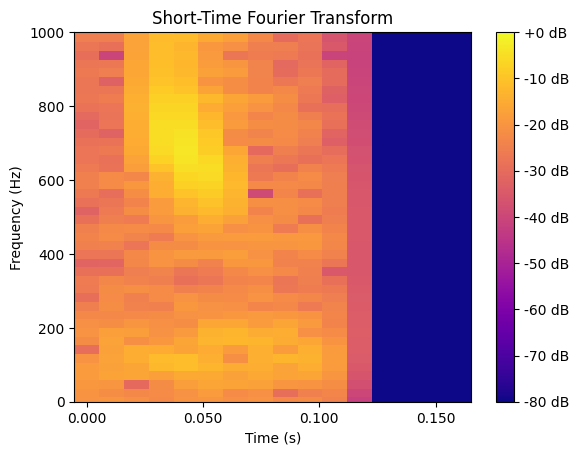 Short-Time Fourier Transform
Frequency (Hz)
1000
800
600
400
200
0
0.000
0.050
0.100
0.150
Time (s)
+0 dB
-10 dB
-20 dB
-30 dB
-40 dB
-50 dB
-60 dB
-70 dB
-80 dB